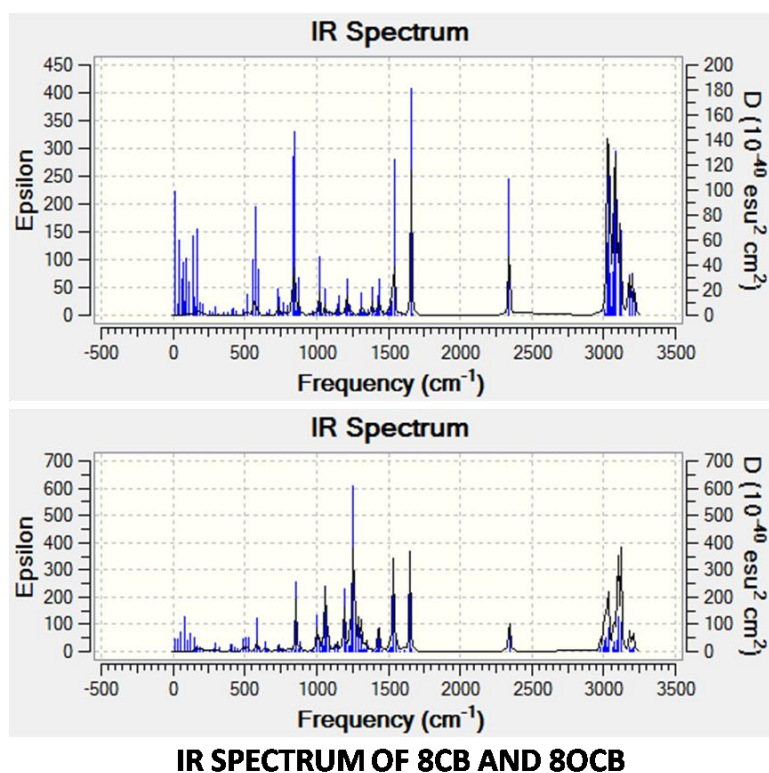 IR Spectrum
450 400 350 300 250 200 150 100 50 0
Epsilon
200 180 160 140 120 100 80 60 40 20 0
D (10⁻⁴⁰ esu² cm²)
-500 0 500 1000 1500 2000 2500 3000 3500
Frequency (cm⁻¹)
IR Spectrum
700 600 500 400 300 200 100 0
Epsilon
700 600 500 400 300 200 100 0
D (10⁻⁴⁰ esu² cm²)
-500 0 500 1000 1500 2000 2500 3000 3500
Frequency (cm⁻¹)
IR SPECTRUM OF 8CB AND 8OCB